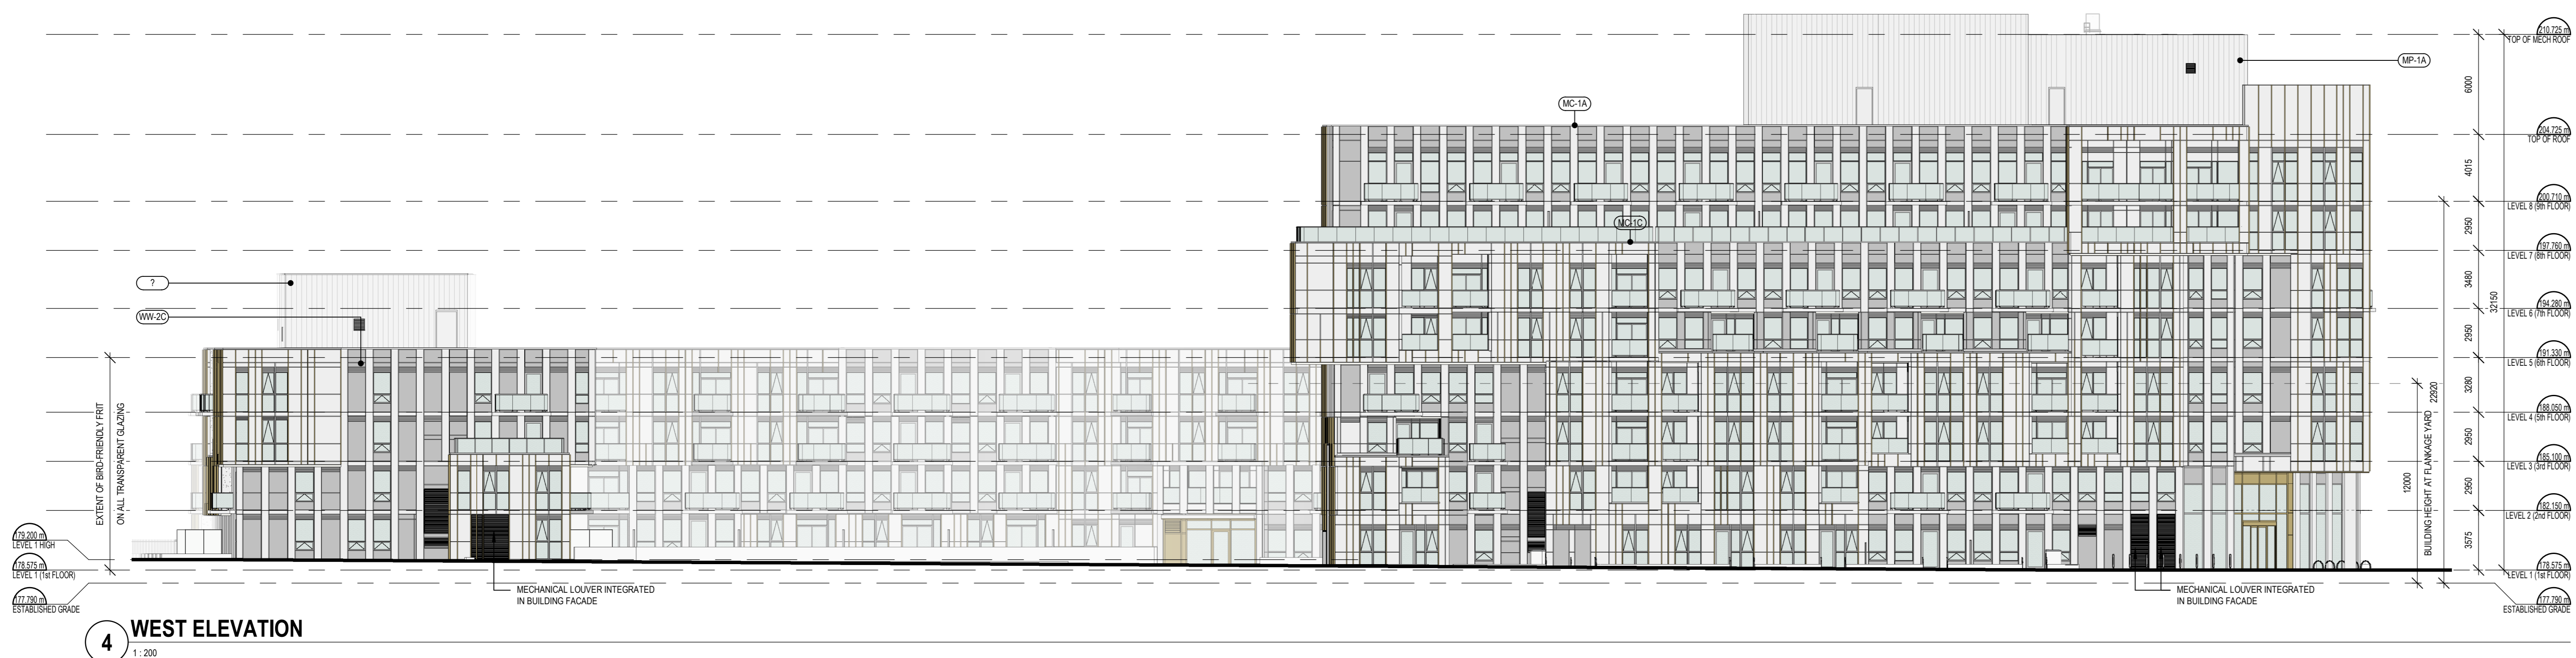 210.725 m
TOP OF MECH ROOF
MP-1A
6000
MC-1A
204.725 m
TOP OF ROOF
4015
200.710 m
LEVEL 8 (9th FLOOR)
MC-1C
2950
197.760 m
LEVEL 7 (8th FLOOR)
?
3480
32150
194.280 m
LEVEL 6 (7th FLOOR)
WW-2C
2950
191.330 m
LEVEL 5 (6th FLOOR)
3280
22920
188.050 m
LEVEL 4 (5th FLOOR)
EXTENT OF BIRD-FRIENDLY FRIT
ON ALL TRANSPARENT GLAZING
BUILDING HEIGHT AT FLANKAGE YARD
2950
185.100 m
LEVEL 3 (3rd FLOOR)
12000
2950
182.150 m
LEVEL 2 (2nd FLOOR)
3575
179.200 m
LEVEL 1 HIGH
178.575 m
LEVEL 1 (1st FLOOR)
178.575 m
LEVEL 1 (1st FLOOR)
177.790 m
ESTABLISHED GRADE
MECHANICAL LOUVER INTEGRATED
IN BUILDING FACADE
MECHANICAL LOUVER INTEGRATED
IN BUILDING FACADE
177.790 m
ESTABLISHED GRADE
4
WEST ELEVATION
1 : 200